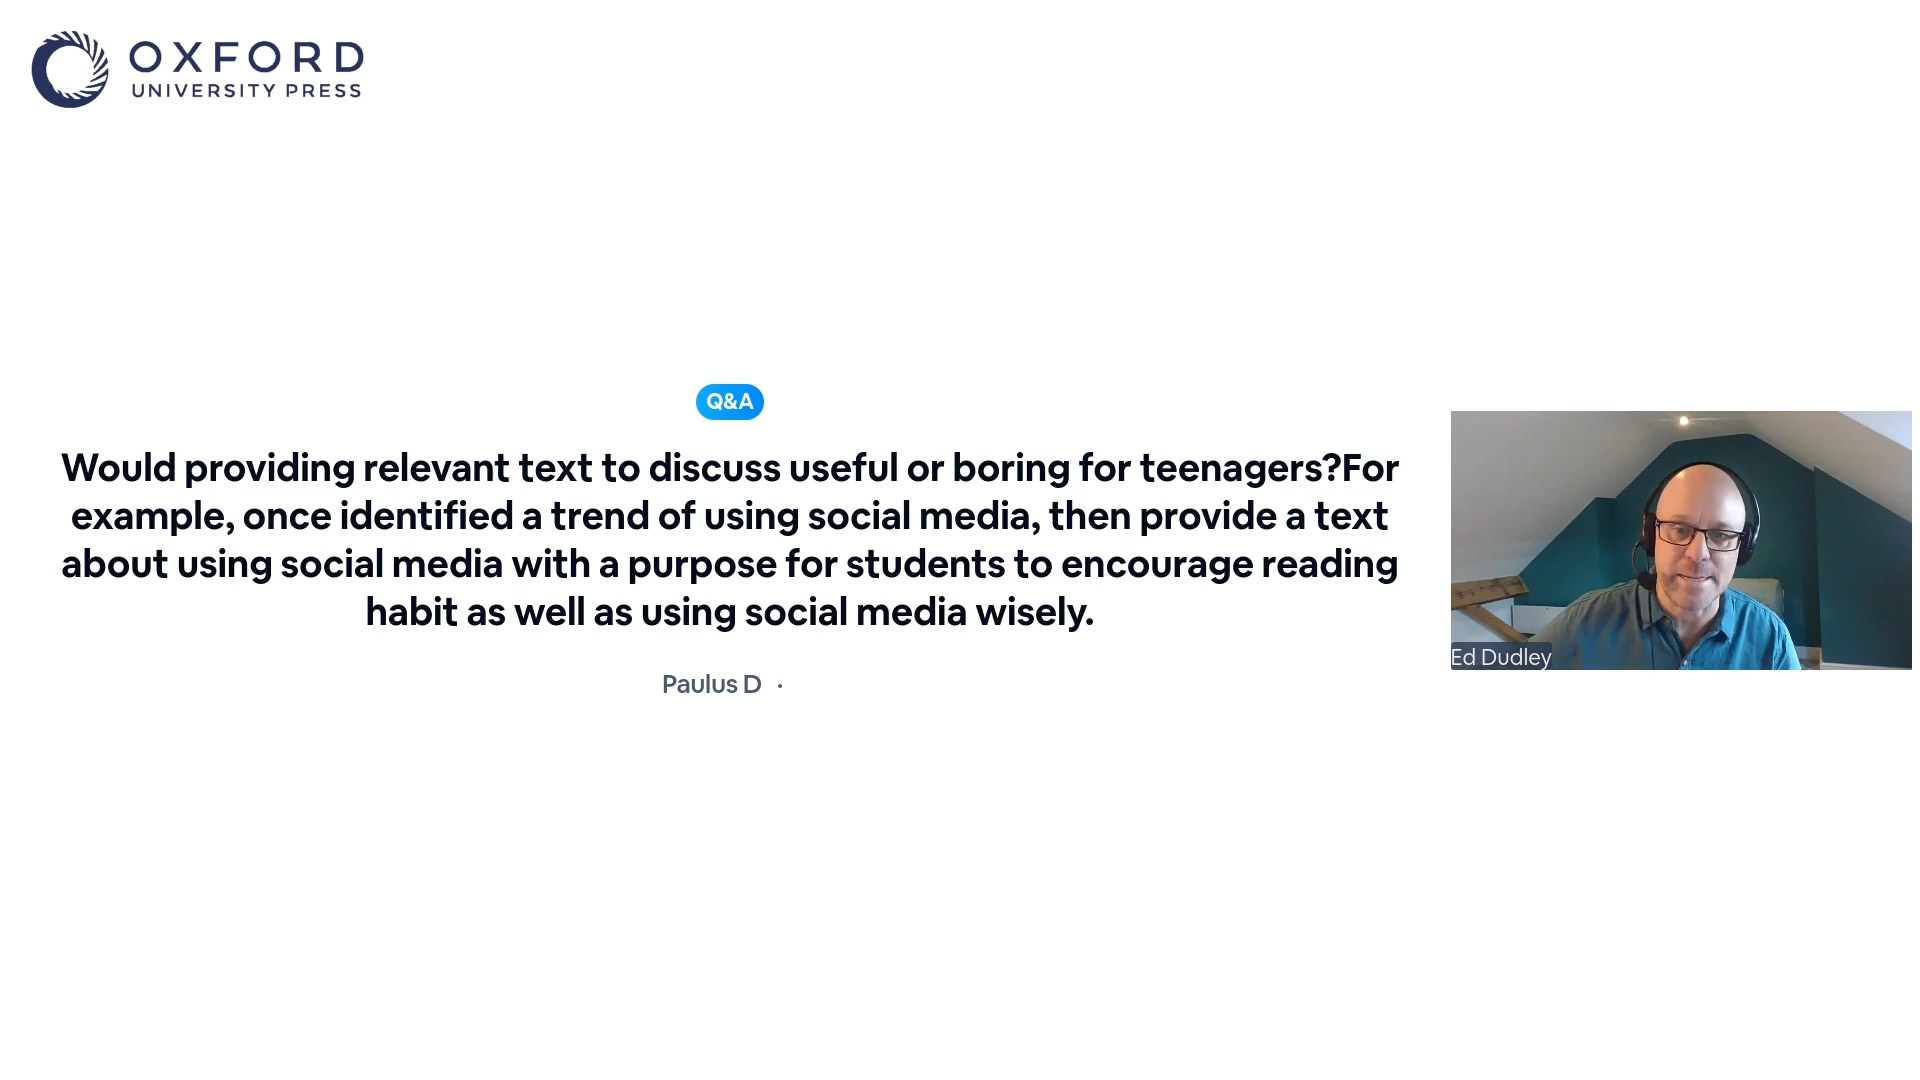 OXFORD
UNIVERSITY PRESS
Q&A
Would providing relevant text to discuss useful or boring for teenagers?For
example, once identified a trend of using social media, then provide a text
about using social media with a purpose for students to encourage reading
habit as well as using social media wisely.
Paulus D ·
Ed Dudley